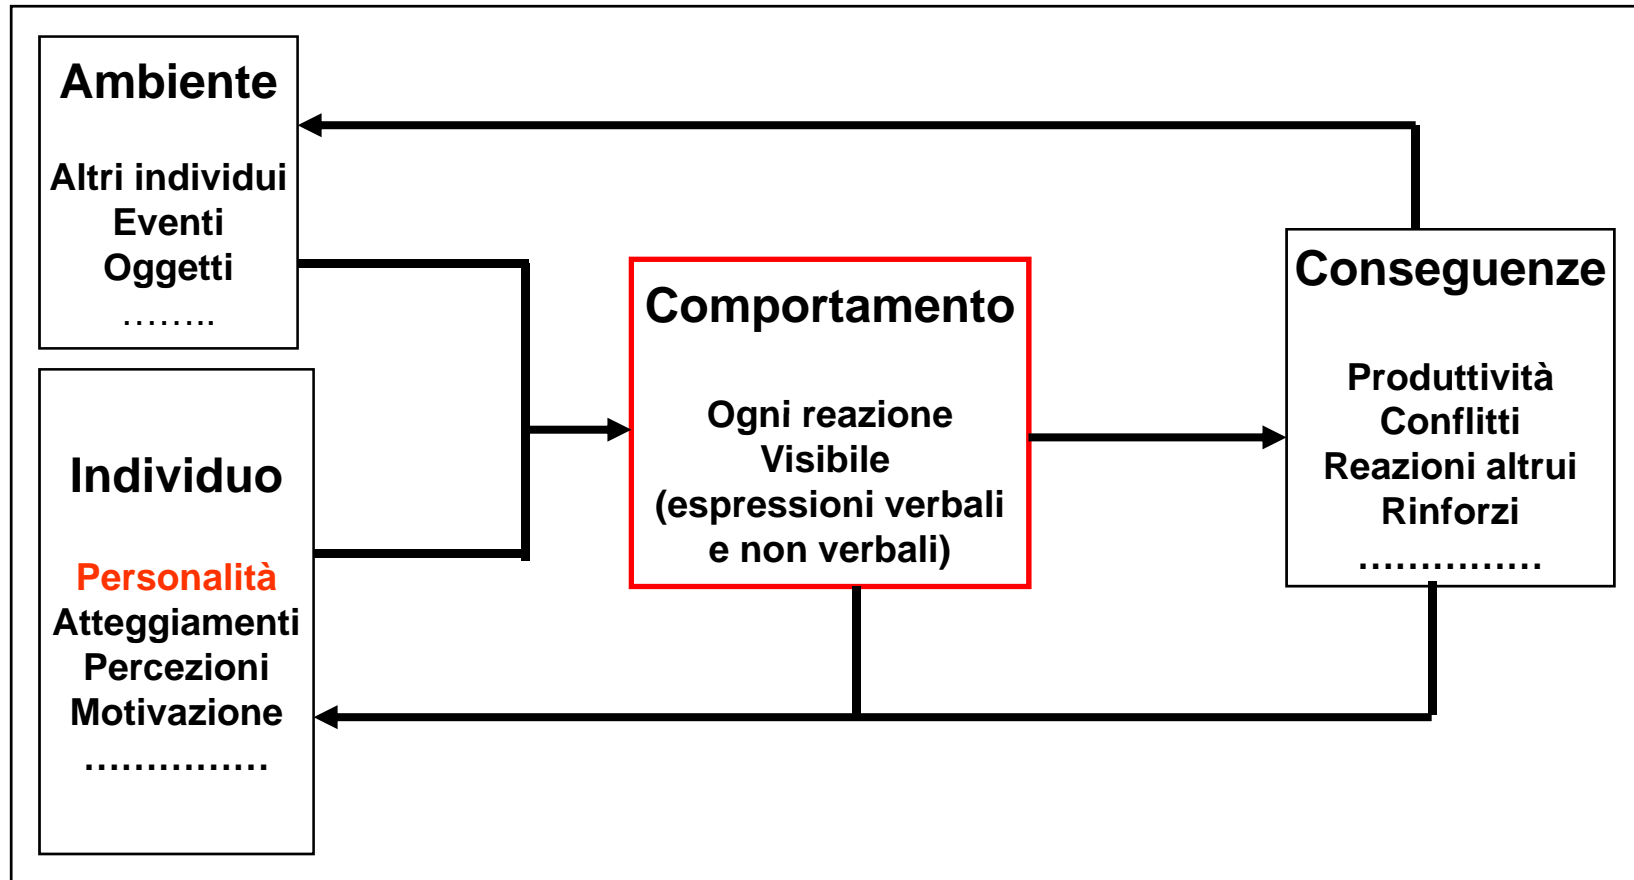 Ambiente
Altri individui
Eventi
Oggetti
……..
Individuo
Personalità
Atteggiamenti
Percezioni
Motivazione
……………
Comportamento
Ogni reazione
Visibile
(espressioni verbali
e non verbali)
Conseguenze
Produttività
Conflitti
Reazioni altrui
Rinforzi
……………